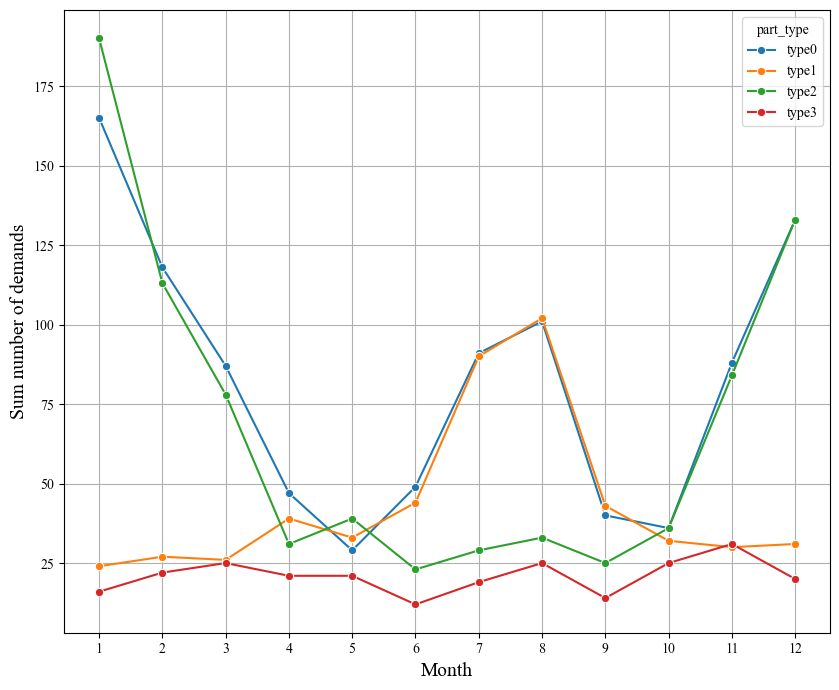 part_type
type0
type1
type2
type3
175
150
125
100
75
50
25
Sum number of demands
1 2 3 4 5 6 7 8 9 10 11 12
Month